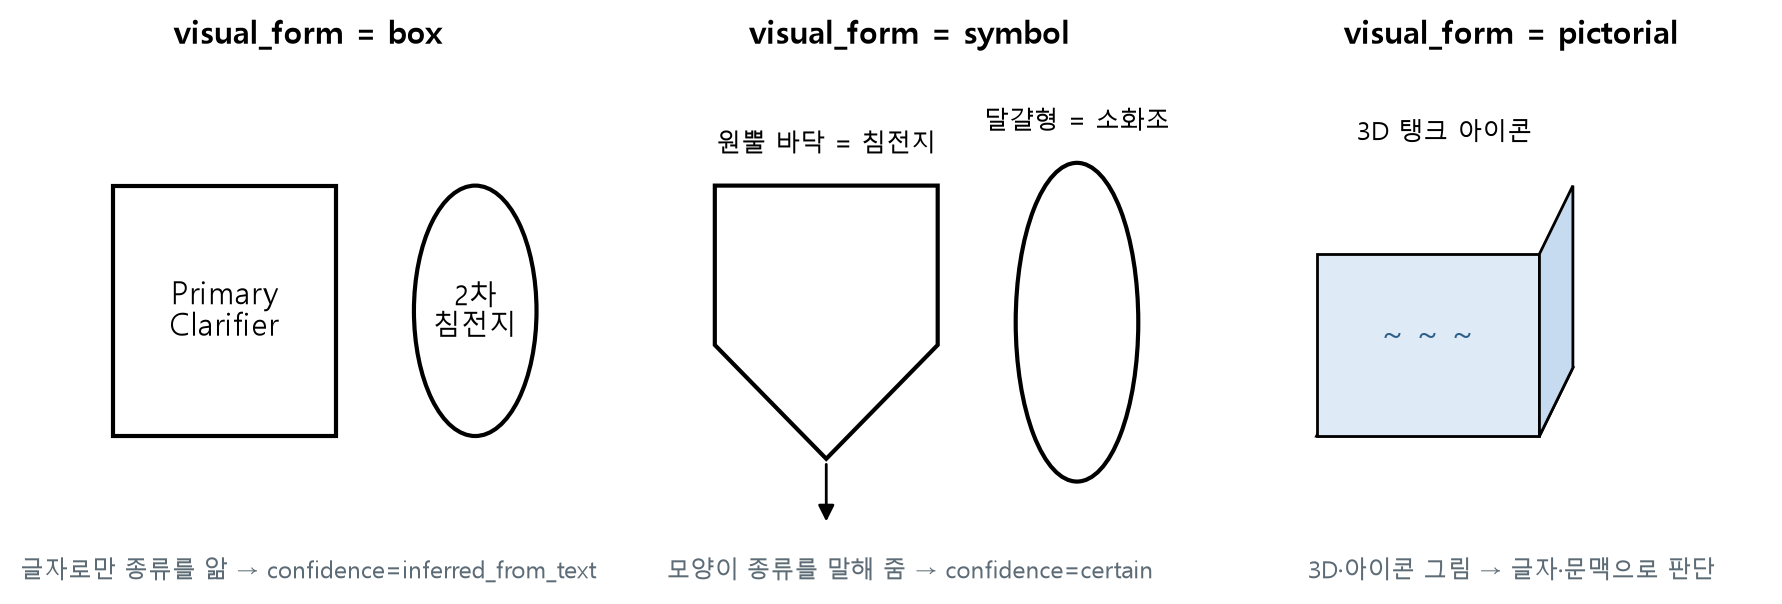 visual_form = box
Primary
Clarifier
2차
침전지
글자로만 종류를 앎 → confidence=inferred_from_text
visual_form = symbol
원뿔 바닥 = 침전지
달걀형 = 소화조
모양이 종류를 말해 줌 → confidence=certain
visual_form = pictorial
3D 탱크 아이콘
~ ~ ~
3D·아이콘 그림 → 글자·문맥으로 판단